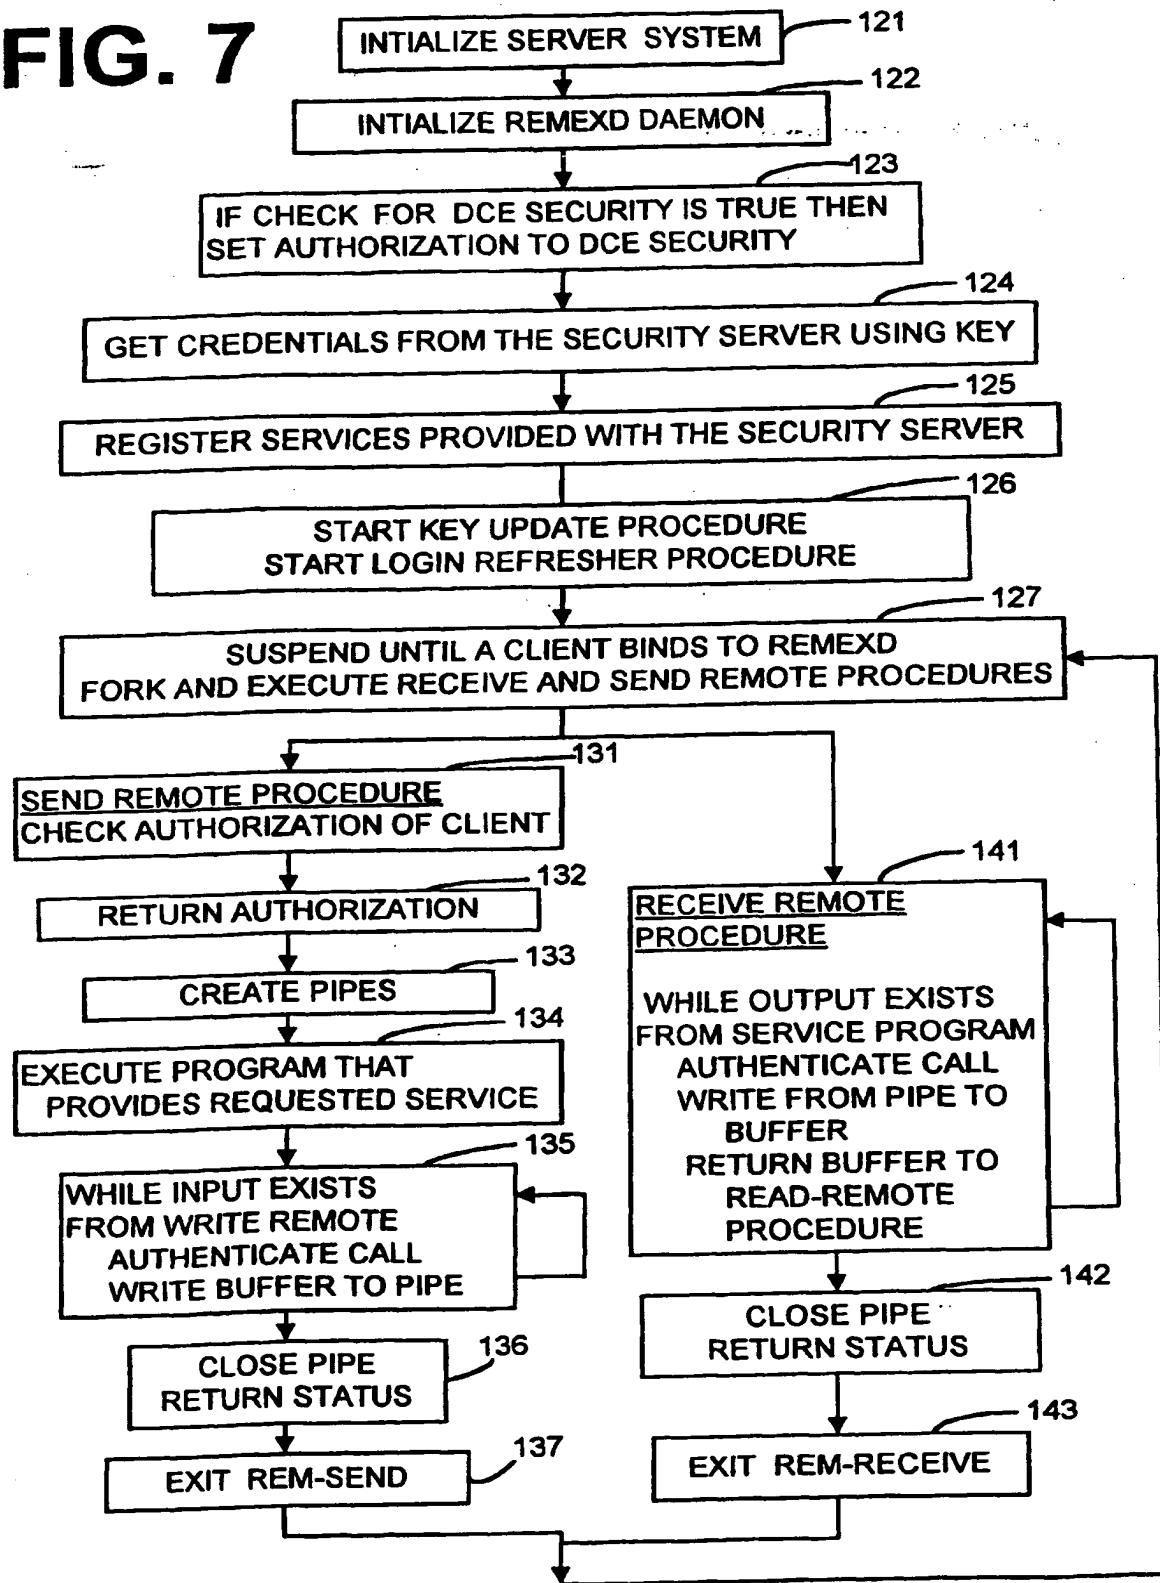 FIG. 7
INTIALIZE SERVER SYSTEM
121
INTIALIZE REMEXD DAEMON
122
IF CHECK FOR DCE SECURITY IS TRUE THEN
SET AUTHORIZATION TO DCE SECURITY
123
GET CREDENTIALS FROM THE SECURITY SERVER USING KEY
124
REGISTER SERVICES PROVIDED WITH THE SECURITY SERVER
125
START KEY UPDATE PROCEDURE
START LOGIN REFRESHER PROCEDURE
126
SUSPEND UNTIL A CLIENT BINDS TO REMEXD
FORK AND EXECUTE RECEIVE AND SEND REMOTE PROCEDURES
127
SEND REMOTE PROCEDURE
CHECK AUTHORIZATION OF CLIENT
131
RETURN AUTHORIZATION
132
CREATE PIPES
133
EXECUTE PROGRAM THAT
PROVIDES REQUESTED SERVICE
134
WHILE INPUT EXISTS
FROM WRITE REMOTE
AUTHENTICATE CALL
WRITE BUFFER TO PIPE
135
CLOSE PIPE
RETURN STATUS
136
EXIT REM-SEND
137
RECEIVE REMOTE
PROCEDURE
WHILE OUTPUT EXISTS
FROM SERVICE PROGRAM
AUTHENTICATE CALL
WRITE FROM PIPE TO
BUFFER
RETURN BUFFER TO
READ-REMOTE
PROCEDURE
141
CLOSE PIPE
RETURN STATUS
142
EXIT REM-RECEIVE
143